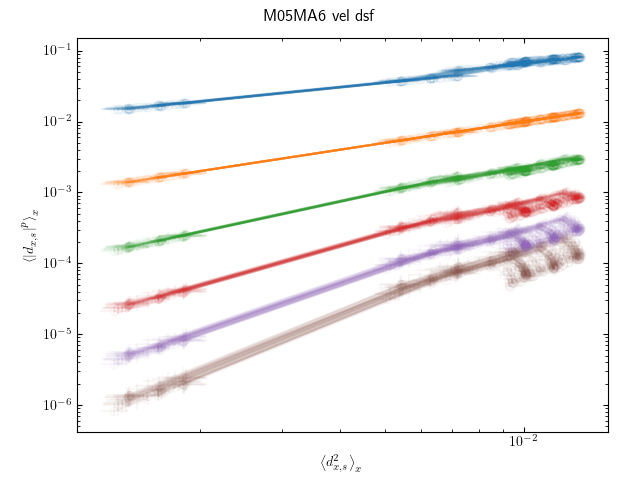 M05MA6 vel dsf
10⁻¹
10⁻²
10⁻³
10⁻⁴
10⁻⁵
10⁻⁶
⟨|d_{x,s}|^p⟩_x
10⁻²
⟨d²_{x,s}⟩_x